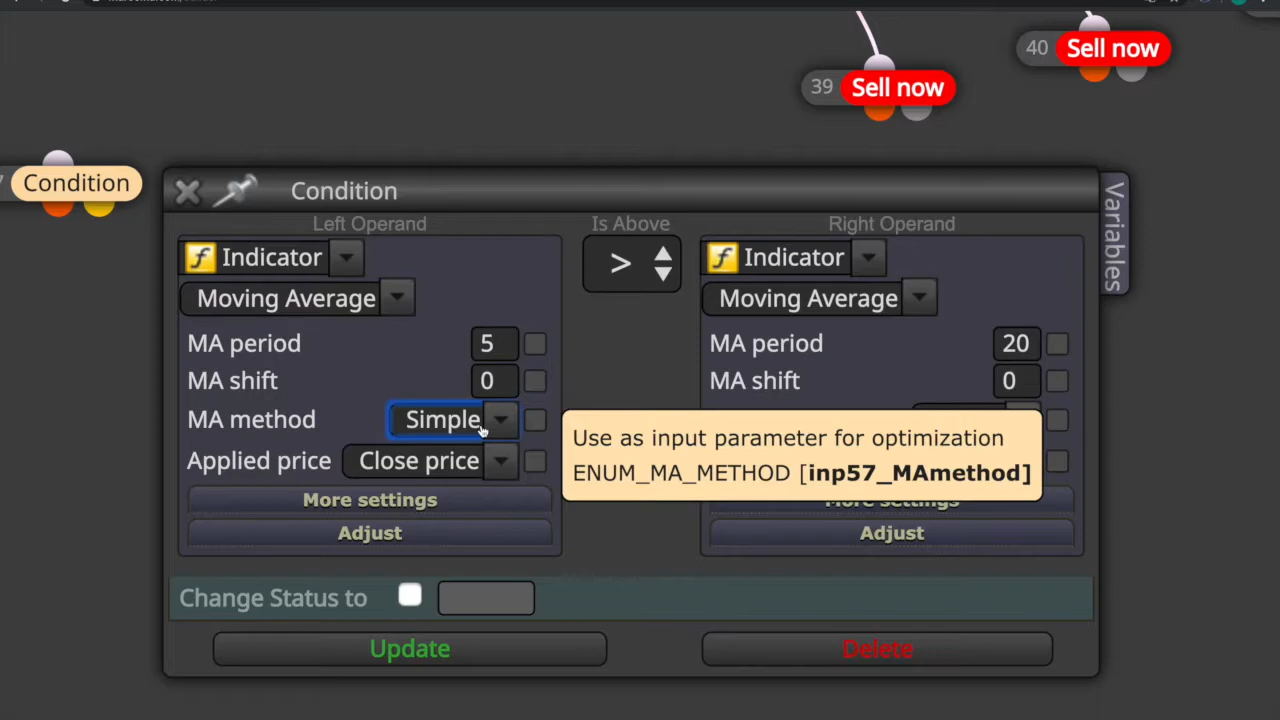 40 Sell now
39 Sell now
Condition
Condition
Variables
Left Operand
Is Above
Right Operand
Indicator
>
Indicator
Moving Average
Moving Average
MA period 5
MA period 20
MA shift 0
MA shift 0
MA method Simple
Use as input parameter for optimization
ENUM_MA_METHOD [inp57_MAmethod]
Applied price Close price
More settings
More settings
Adjust
Adjust
Change Status to
Update
Delete